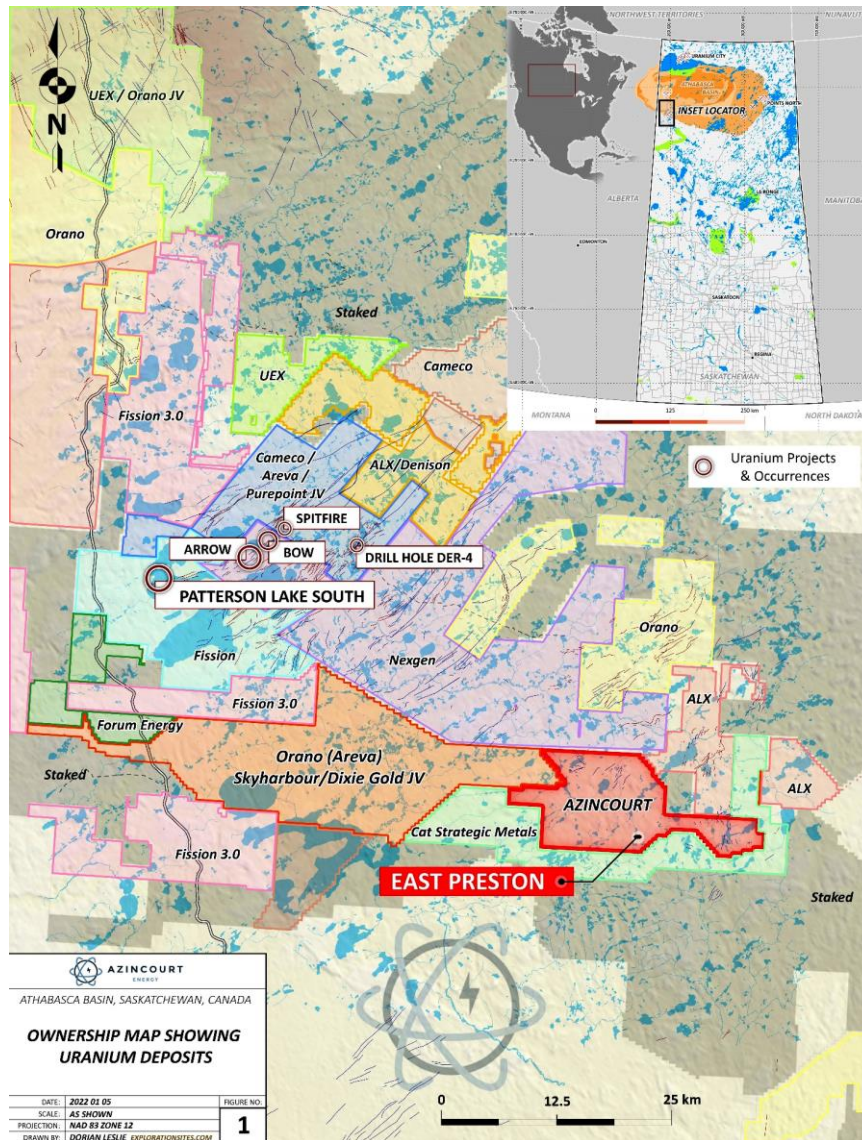 NORTHWEST TERRITORIES
NUNAVUT
URANIUM CITY
ATHABASCA
BASIN
POINTS NORTH
INSET LOCATOR
ALBERTA
LA RONGE
MANITOBA
EDMONTON
SASKATOON
REGINA
SASKATCHEWAN
MONTANA
NORTH DAKOTA
0 125 250 km
N
UEX / Orano JV
Orano
Staked
UEX
Cameco
Fission 3.0
Cameco /
Areva /
Purepoint JV
ALX/Denison
Uranium Projects
& Occurrences
SPITFIRE
ARROW
BOW
DRILL HOLE DER-4
PATTERSON LAKE SOUTH
Orano
Fission
Nexgen
ALX
Fission 3.0
Forum Energy
Orano (Areva)
Skyharbour/Dixie Gold JV
Staked
AZINCOURT
ALX
Cat Strategic Metals
Fission 3.0
EAST PRESTON
Staked
AZINCOURT
ENERGY
ATHABASCA BASIN, SASKATCHEWAN, CANADA
OWNERSHIP MAP SHOWING
URANIUM DEPOSITS
DATE: 2022 01 05
FIGURE NO:
SCALE: AS SHOWN
1
PROJECTION: NAD 83 ZONE 12
DRAWN BY: DORIAN LESLIE EXPLORATIONSITES.COM
0 12.5 25 km